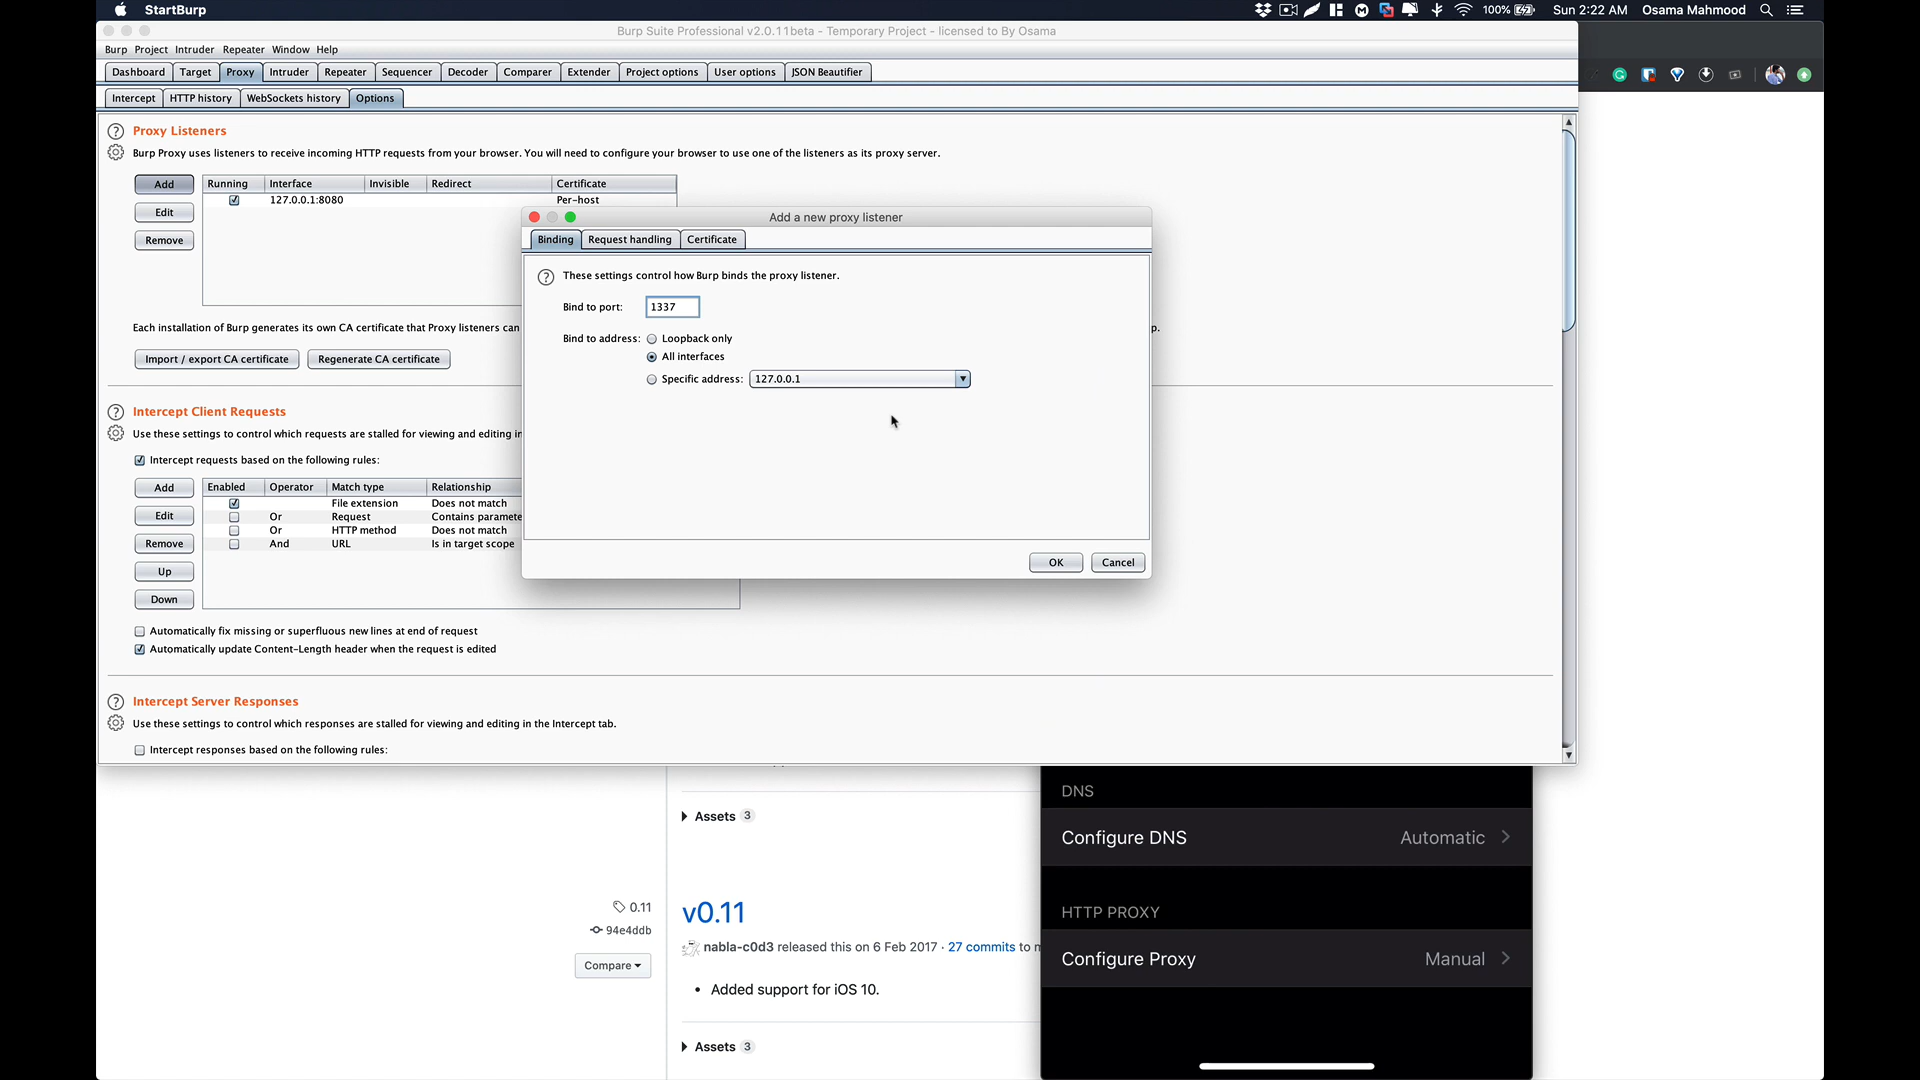 StartBurp
100%
Sun 2:22 AM
Osama Mahmood
Burp Suite Professional v2.0.11beta - Temporary Project - licensed to By Osama
Burp Project Intruder Repeater Window Help
Dashboard Target Proxy Intruder Repeater Sequencer Decoder Comparer Extender Project options User options JSON Beautifier
Intercept HTTP history WebSockets history Options
? Proxy Listeners
Burp Proxy uses listeners to receive incoming HTTP requests from your browser. You will need to configure your browser to use one of the listeners as its proxy server.
Add
Edit
Remove
Running Interface Invisible Redirect Certificate
127.0.0.1:8080 Per-host
Each installation of Burp generates its own CA certificate that Proxy listeners can
p.
Import / export CA certificate Regenerate CA certificate
Add a new proxy listener
Binding Request handling Certificate
? These settings control how Burp binds the proxy listener.
Bind to port: 1337
Bind to address: Loopback only
All interfaces
Specific address: 127.0.0.1
OK Cancel
? Intercept Client Requests
Use these settings to control which requests are stalled for viewing and editing in
Intercept requests based on the following rules:
Add
Edit
Remove
Up
Down
Enabled Operator Match type Relationship
File extension Does not match
Or Request Contains paramete
Or HTTP method Does not match
And URL Is in target scope
Automatically fix missing or superfluous new lines at end of request
Automatically update Content-Length header when the request is edited
? Intercept Server Responses
Use these settings to control which responses are stalled for viewing and editing in the Intercept tab.
Intercept responses based on the following rules:
Assets 3
0.11
94e4ddb
Compare
v0.11
nabla-c0d3 released this on 6 Feb 2017 · 27 commits to m
• Added support for iOS 10.
Assets 3
DNS
Configure DNS Automatic
HTTP PROXY
Configure Proxy Manual